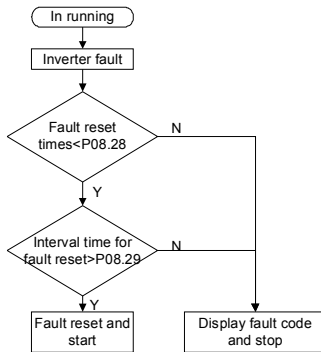 In running
Inverter fault
Fault reset
times<P08.28
N
Y
Interval time for
fault reset>P08.29
N
Y
Fault reset and
start
Display fault code
and stop